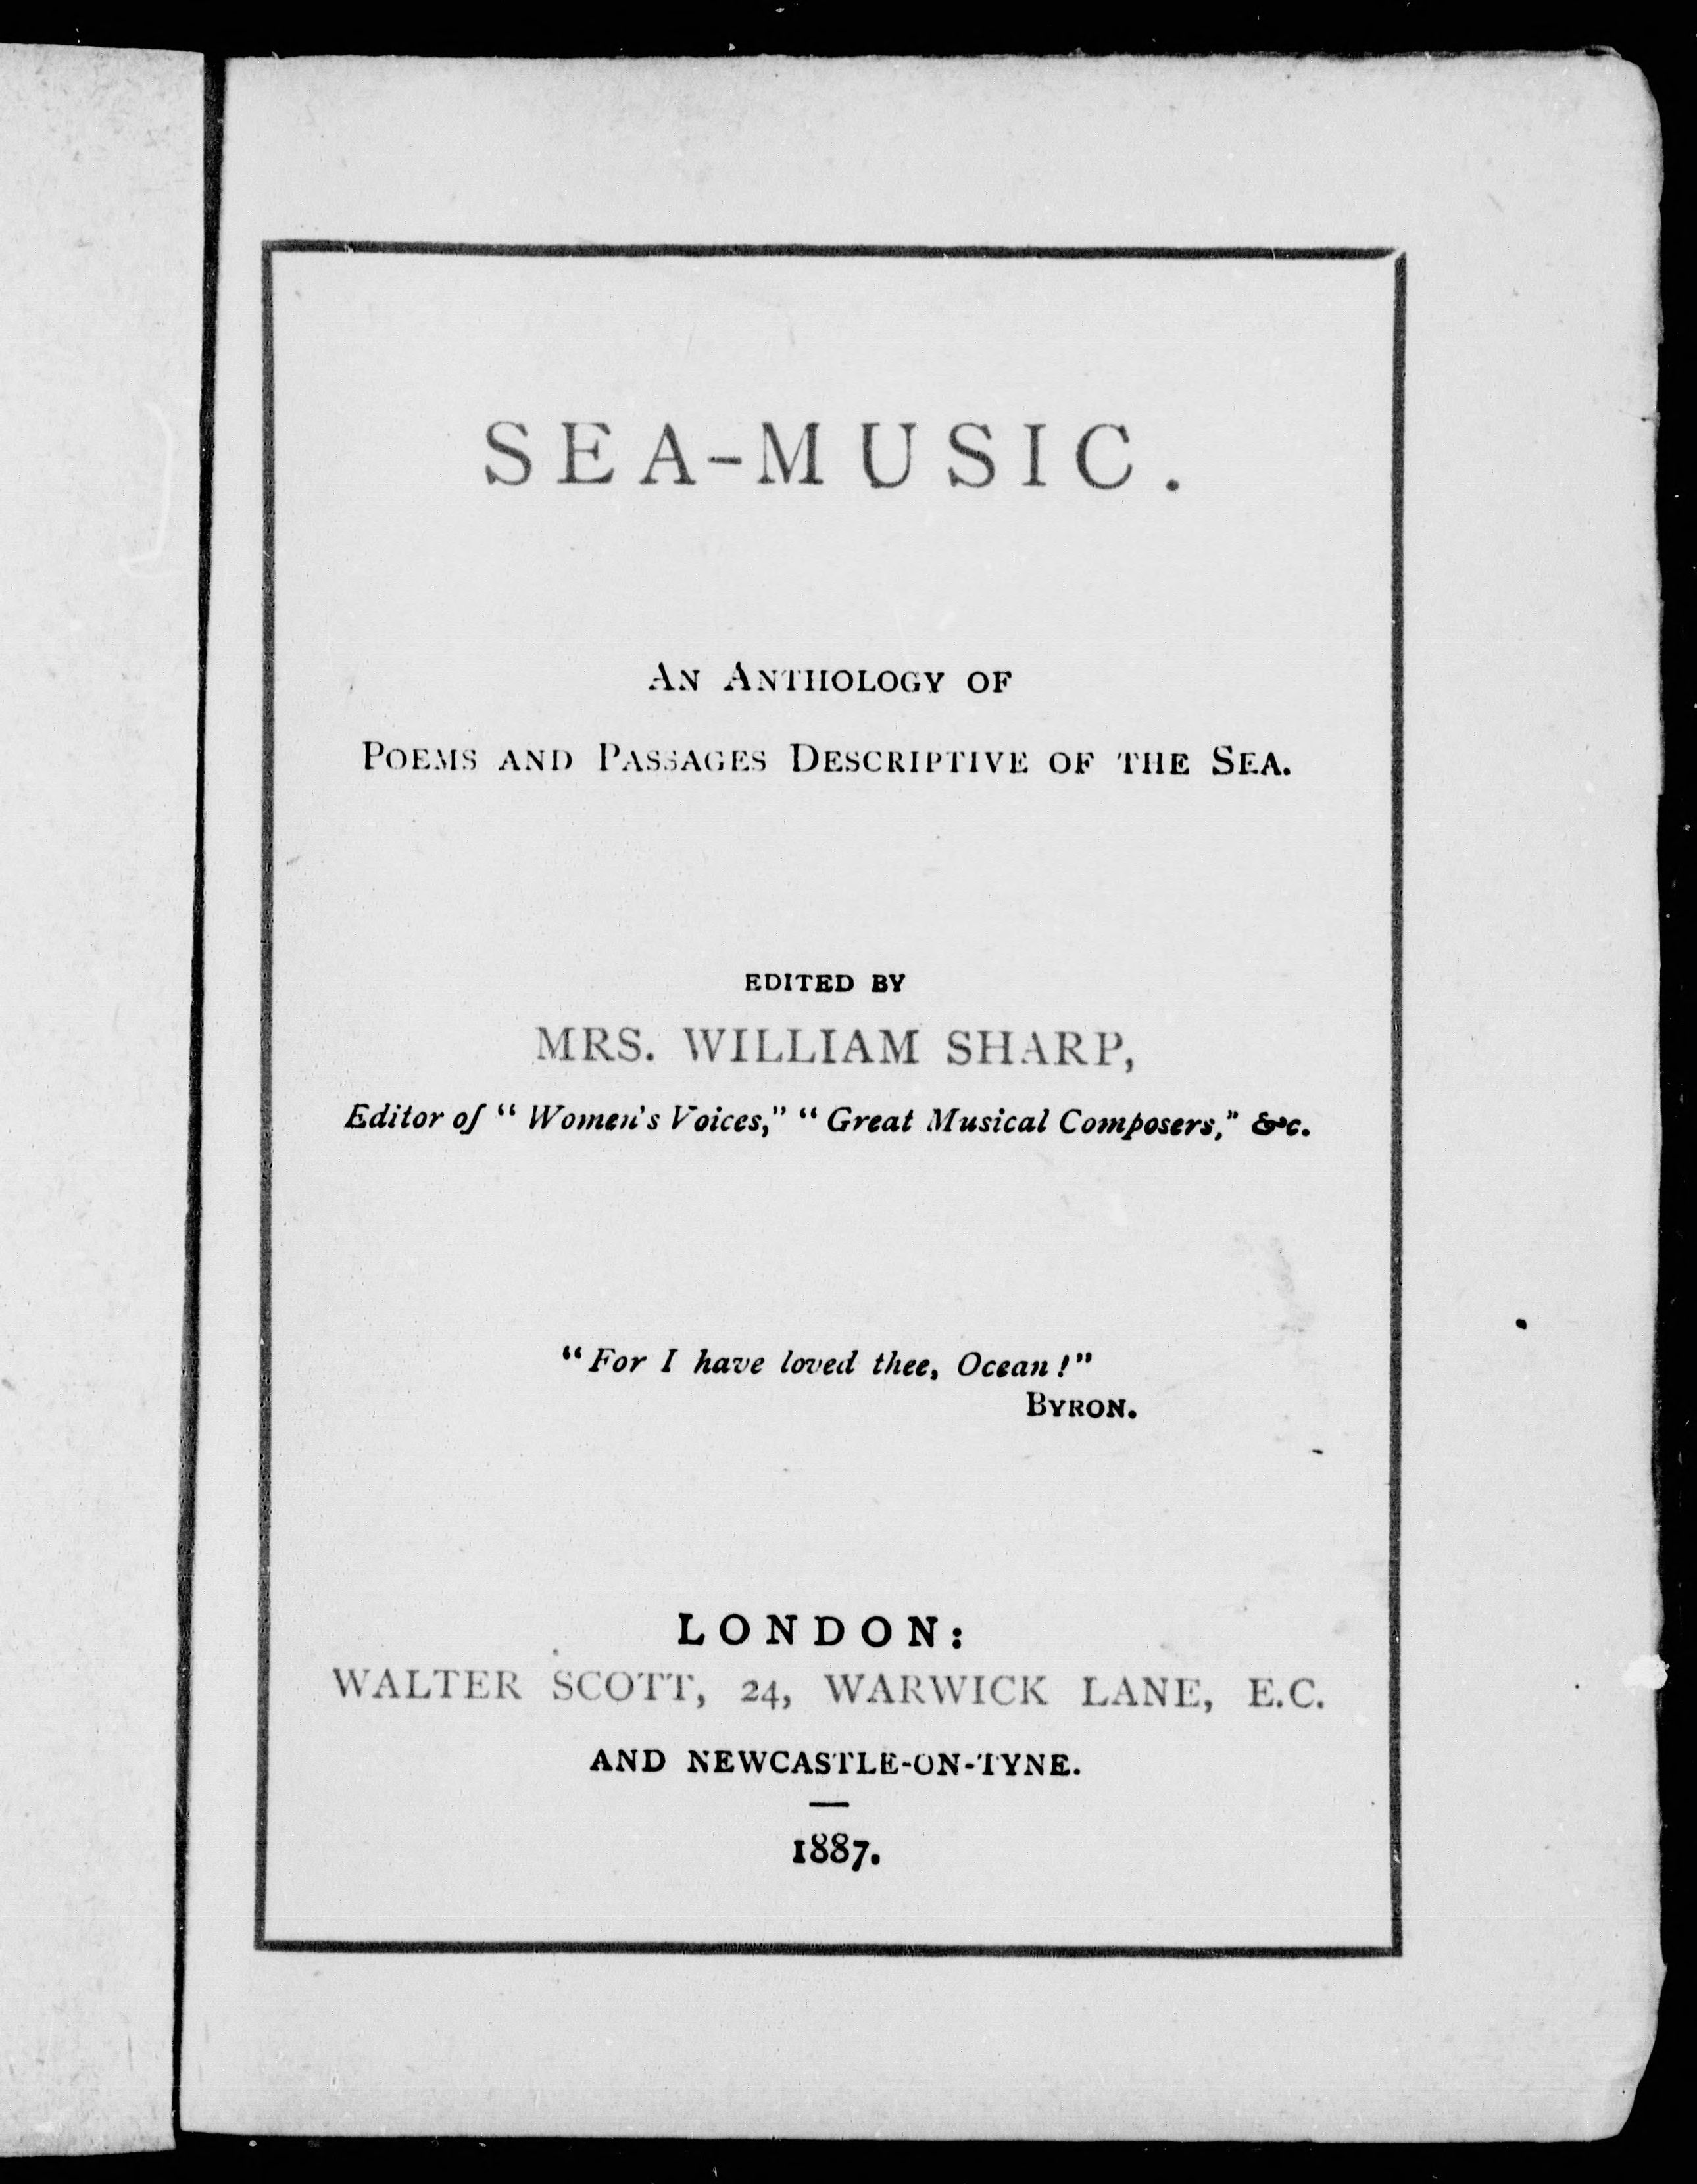 SEA-MUSIC.
An Anthology of
Poems and Passages Descriptive of the Sea.
EDITED BY
MRS. WILLIAM SHARP,
Editor of “Women's Voices,” “Great Musical Composers,” &c.
“For I have loved thee, Ocean!”
Byron.
LONDON:
WALTER SCOTT, 24, WARWICK LANE, E.C.
AND NEWCASTLE-ON-TYNE.
1887.